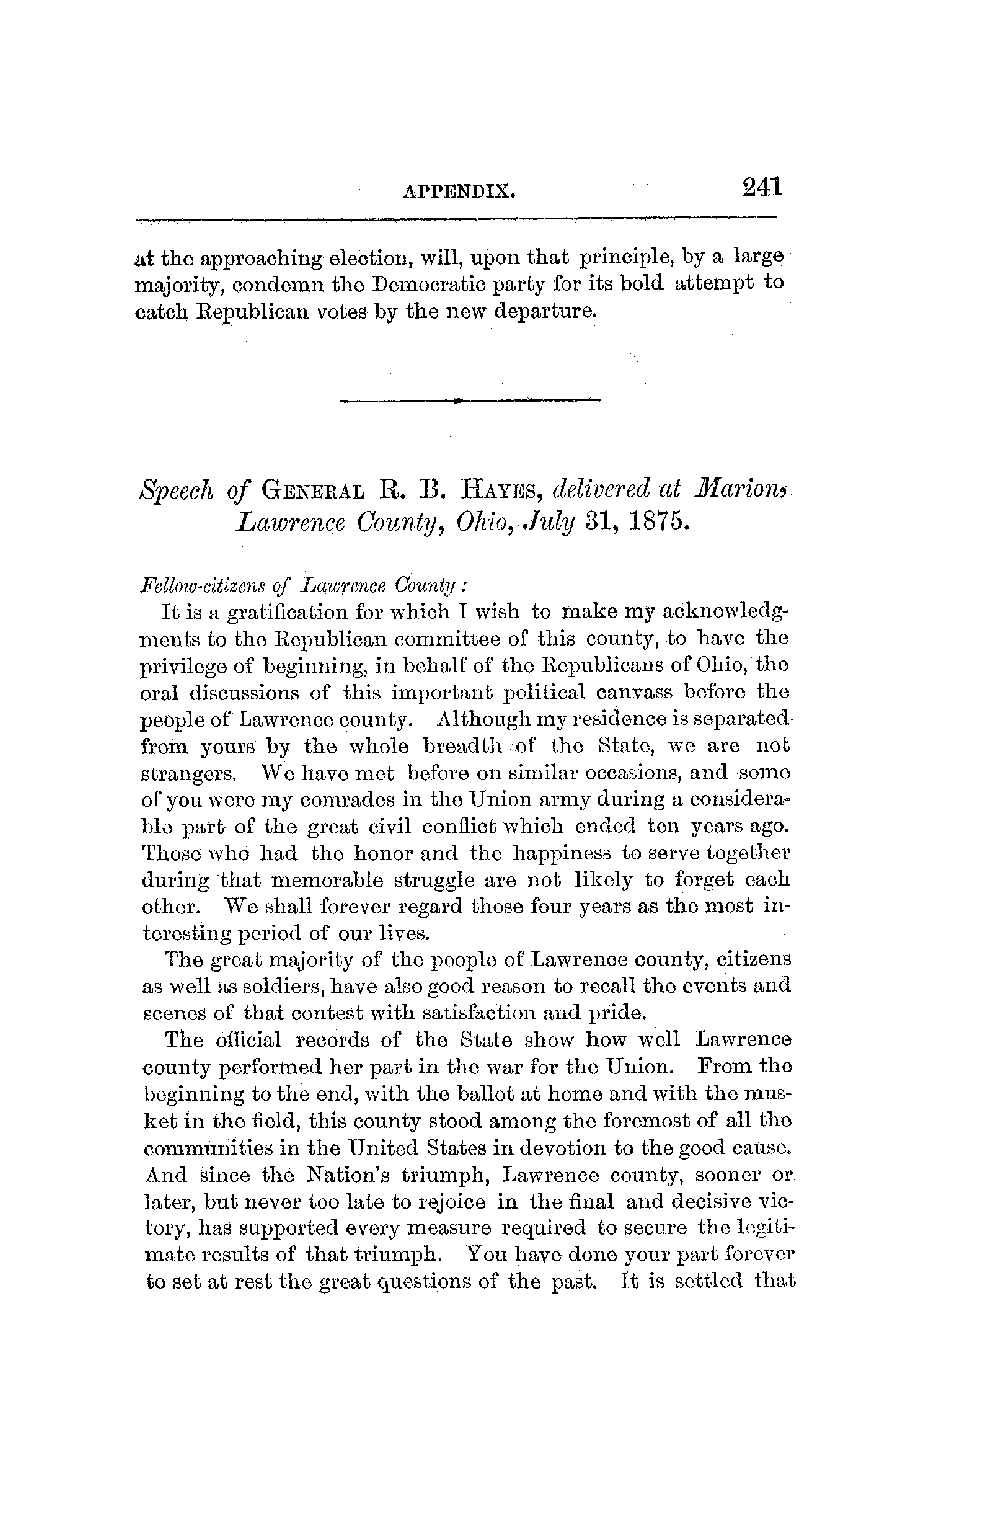 APPENDIX. 241
at the approaching election, will, upon that principle, by a large
majority, condemn the Democratic party for its bold attempt to
catch Republican votes by the new departure.
Speech of GENERAL R. B. HAYES, delivered at Marion,
Lawrence County, Ohio, July 31, 1875.
Fellow-citizens of Lawrence County:
It is a gratification for which I wish to make my acknowledg-
ments to the Republican committee of this county, to have the
privilege of beginning, in behalf of the Republicans of Ohio, the
oral discussions of this important political canvass before the
people of Lawrence county. Although my residence is separated
from yours by the whole breadth of the State, we are not
strangers. We have met before on similar occasions, and some
of you were my comrades in the Union army during a considera-
ble part of the great civil conflict which ended ten years ago.
Those who had the honor and the happiness to serve together
during that memorable struggle are not likely to forget each
other. We shall forever regard those four years as the most in-
teresting period of our lives.
The great majority of the people of Lawrence county, citizens
as well as soldiers, have also good reason to recall the events and
scenes of that contest with satisfaction and pride.
The official records of the State show how well Lawrence
county performed her part in the war for the Union. From the
beginning to the end, with the ballot at home and with the mus-
ket in the field, this county stood among the foremost of all the
communities in the United States in devotion to the good cause.
And since the Nation's triumph, Lawrence county, sooner or
later, but never too late to rejoice in the final and decisive vic-
tory, has supported every measure required to secure the legiti-
mate results of that triumph. You have done your part forever
to set at rest the great questions of the past. It is settled that